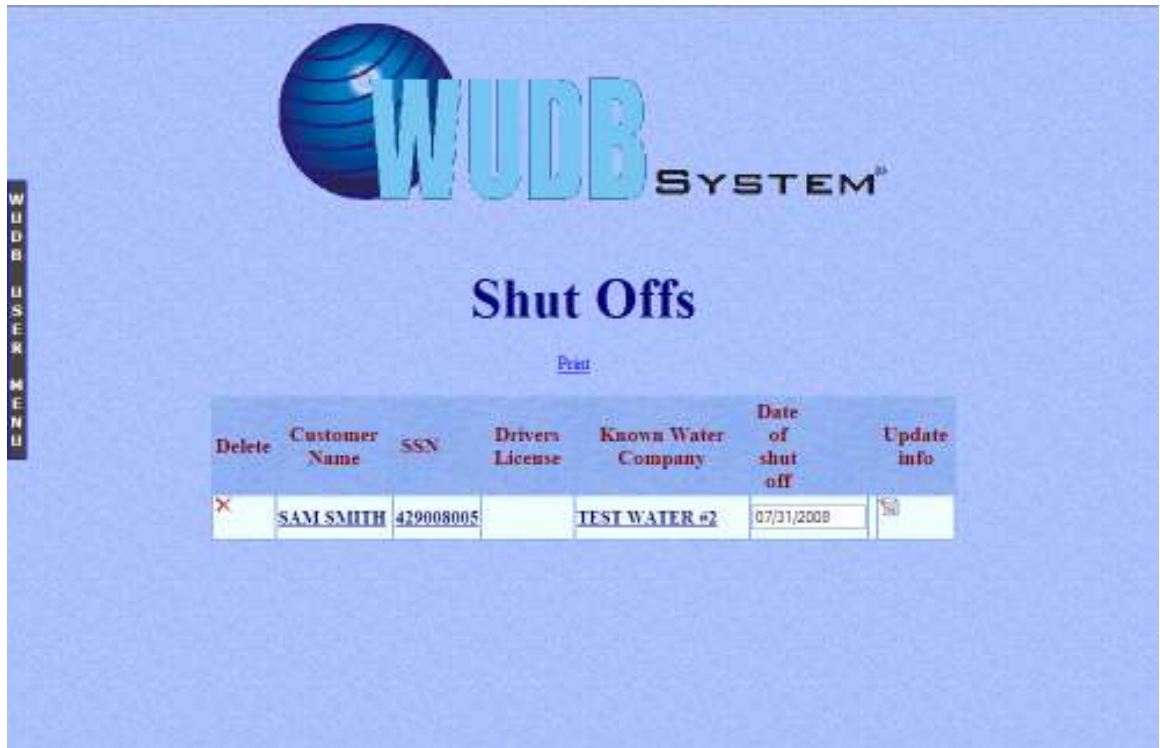 WUDB SYSTEM®
WUDB USER MENU
Shut Offs
Print
Delete
Customer
Name
SSN
Drivers
License
Known Water
Company
Date
of
shut
off
Update
info
SAM SMITH
429008005
TEST WATER #2
07/31/2008